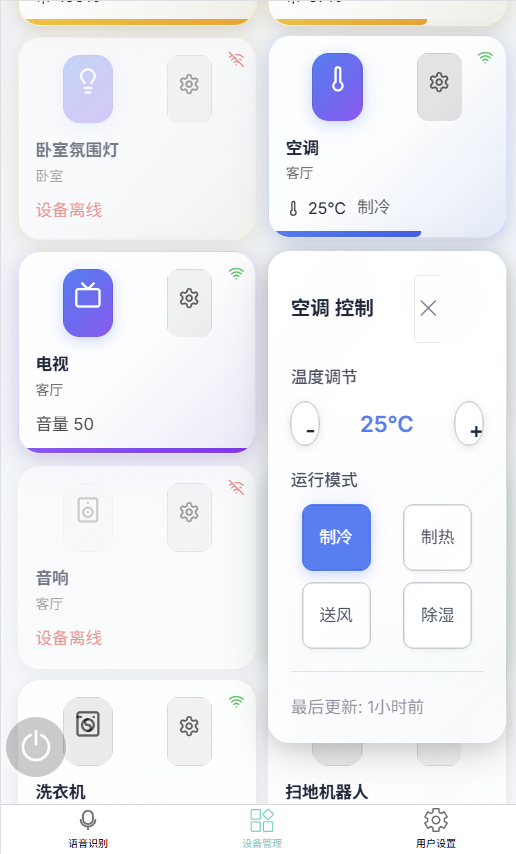 卧室氛围灯
卧室
设备离线
空调
客厅
25°C 制冷
电视
客厅
音量 50
空调 控制
温度调节
- 25°C +
运行模式
制冷 制热
送风 除湿
最后更新: 1小时前
音响
客厅
设备离线
洗衣机
扫地机器人
语音识别 设备管理 用户设置